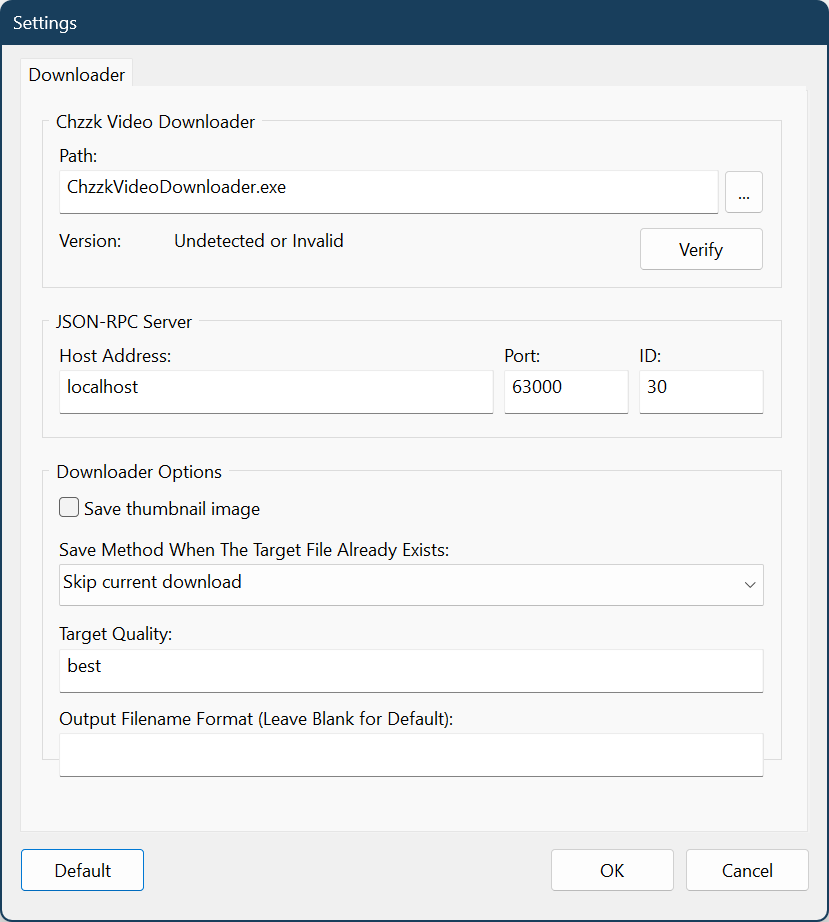 Settings
Downloader
Chzzk Video Downloader
Path:
ChzzkVideoDownloader.exe
...
Version: Undetected or Invalid
Verify
JSON-RPC Server
Host Address: Port: ID:
localhost 63000 30
Downloader Options
Save thumbnail image
Save Method When The Target File Already Exists:
Skip current download
Target Quality:
best
Output Filename Format (Leave Blank for Default):
Default OK Cancel